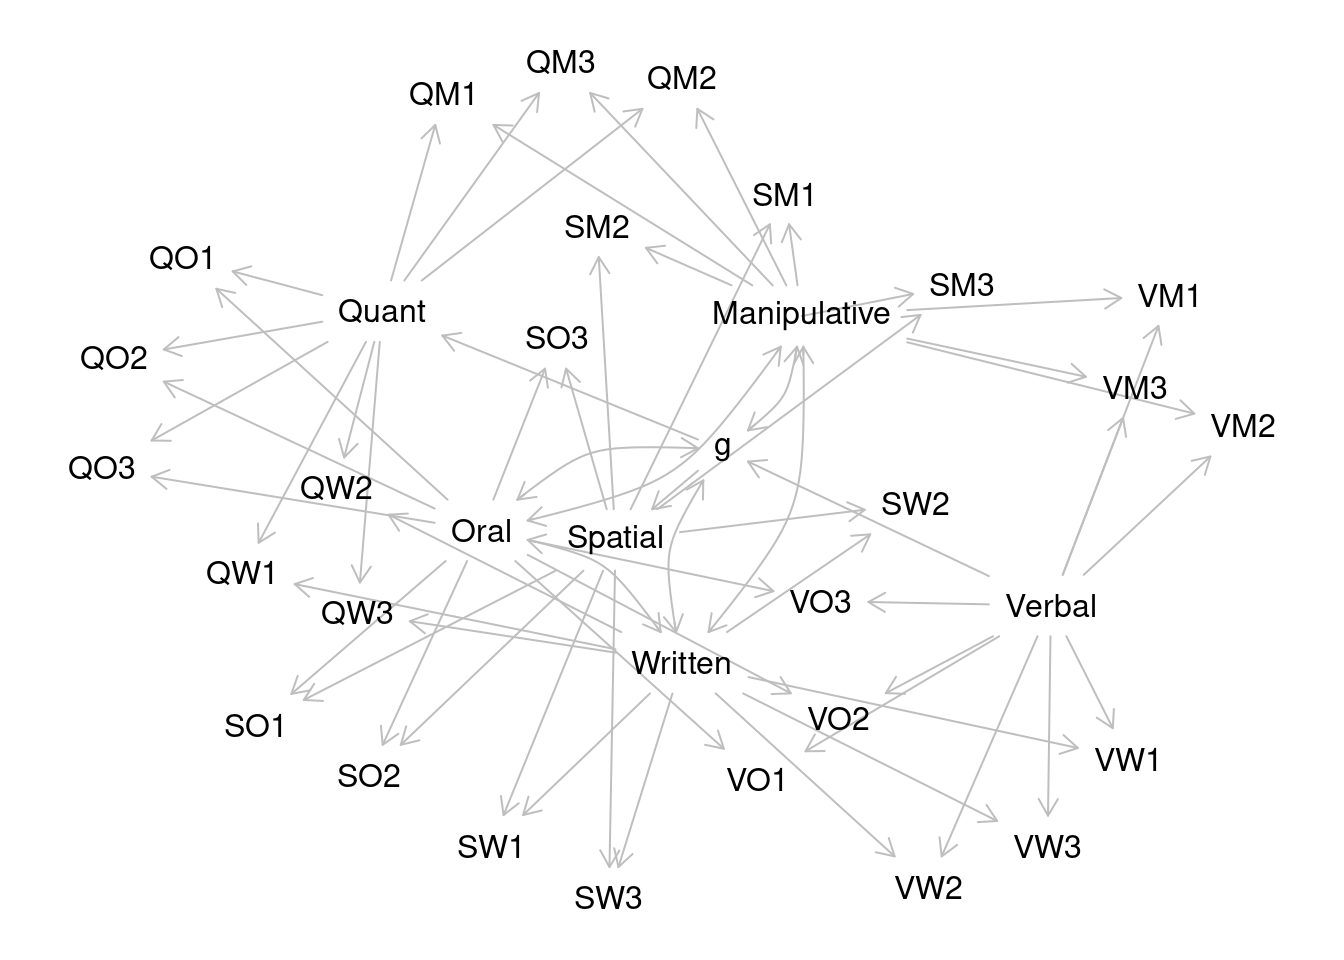 QM3
QM2
QM1
SM1
SM2
QO1
SM3
VM1
Quant
Manipulative
SO3
QO2
VM3
VM2
g
QO3
QW2
SW2
Oral
Spatial
QW1
VO3
Verbal
QW3
Written
SO1
VO2
VW1
SO2
VO1
SW1
VW3
VW2
SW3